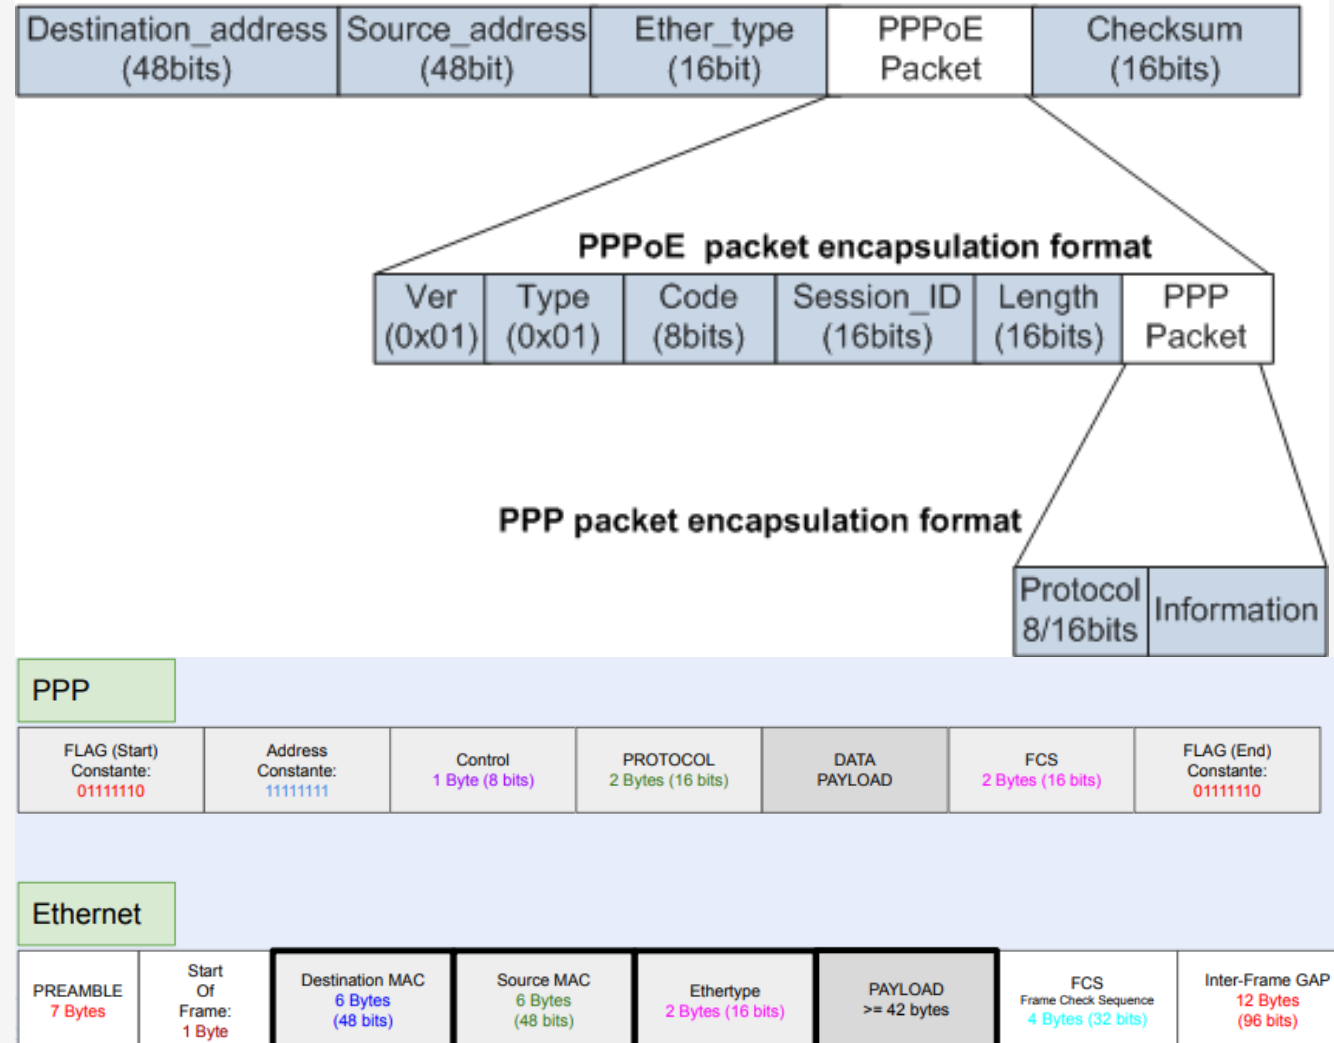 Destination_address Source_address Ether_type PPPoE Checksum
(48bits) (48bit) (16bit) Packet (16bits)
PPPoE packet encapsulation format
Ver Type Code Session_ID Length PPP
(0x01) (0x01) (8bits) (16bits) (16bits) Packet
PPP packet encapsulation format
Protocol
8/16bits
Information
PPP
FLAG (Start)
Constante:
01111110
Address
Constante:
11111111
Control
1 Byte (8 bits)
PROTOCOL
2 Bytes (16 bits)
DATA
PAYLOAD
FCS
2 Bytes (16 bits)
FLAG (End)
Constante:
01111110
Ethernet
PREAMBLE
7 Bytes
Start
Of
Frame:
1 Byte
Destination MAC
6 Bytes
(48 bits)
Source MAC
6 Bytes
(48 bits)
Ethertype
2 Bytes (16 bits)
PAYLOAD
>= 42 bytes
FCS
Frame Check Sequence
4 Bytes (32 bits)
Inter-Frame GAP
12 Bytes
(96 bits)